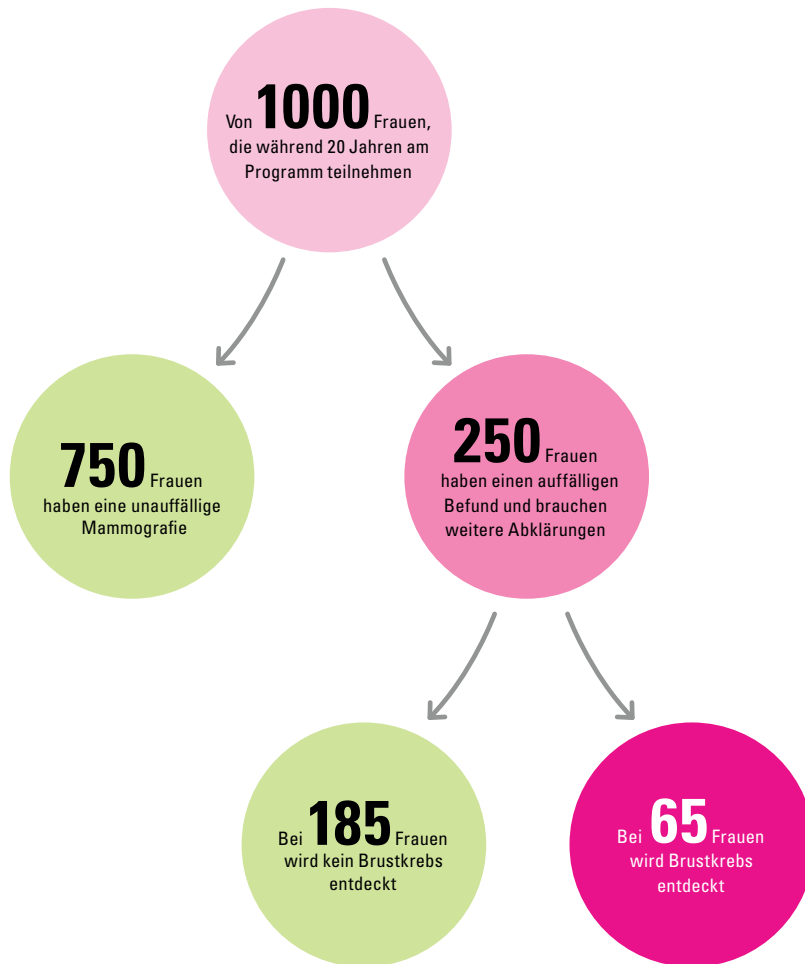 Von 1000 Frauen,
die während 20 Jahren am
Programm teilnehmen
750 Frauen
haben eine unauffällige
Mammografie
250 Frauen
haben einen auffälligen
Befund und brauchen
weitere Abklärungen
Bei 185 Frauen
wird kein Brustkrebs
entdeckt
Bei 65 Frauen
wird Brustkrebs
entdeckt